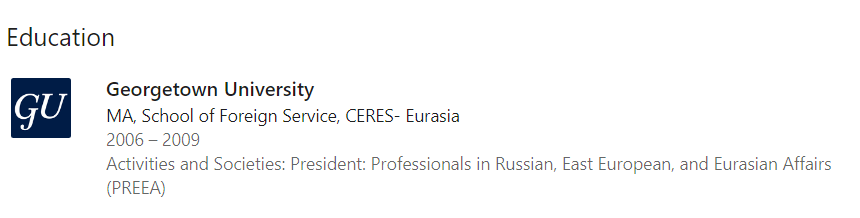 Education
GU
Georgetown University
MA, School of Foreign Service, CERES- Eurasia
2006 – 2009
Activities and Societies: President: Professionals in Russian, East European, and Eurasian Affairs
(PREEA)